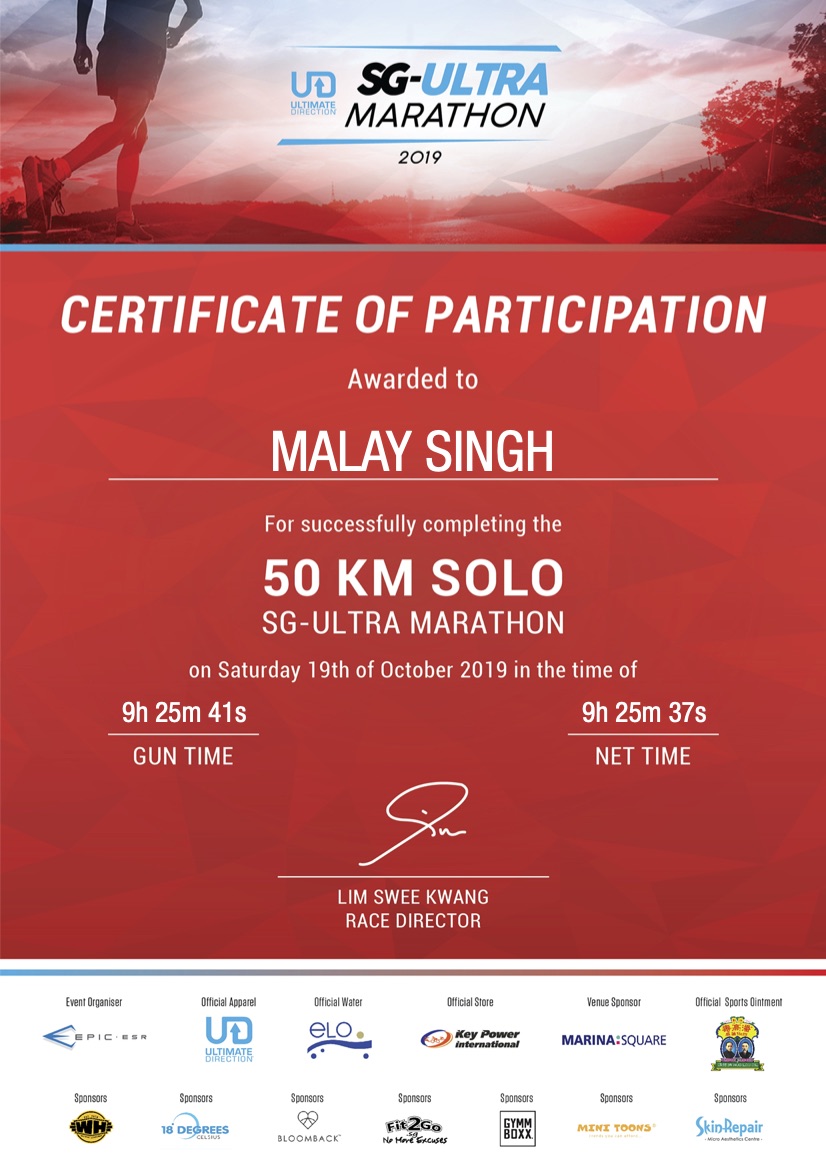 UD
ULTIMATE
DIRECTION
SG-ULTRA
MARATHON
2019
CERTIFICATE OF PARTICIPATION
Awarded to
MALAY SINGH
For successfully completing the
50 KM SOLO
SG-ULTRA MARATHON
on Saturday 19th of October 2019 in the time of
9h 25m 41s 9h 25m 37s
GUN TIME NET TIME
LIM SWEE KWANG
RACE DIRECTOR
Event Organiser Official Apparel Official Water Official Store Venue Sponsor Official Sports Ointment
EPIC·ESR UD ULTIMATE DIRECTION elo Key Power international MARINA:SQUARE
Sponsors Sponsors Sponsors Sponsors Sponsors Sponsors Sponsors
WH 18° DEGREES CELSIUS BLOOMBACK™ Fit2Go .sg No More Excuses GYMM BOXX. MINI TOONS® Skin-Repair
- Micro Aesthetics Centre -